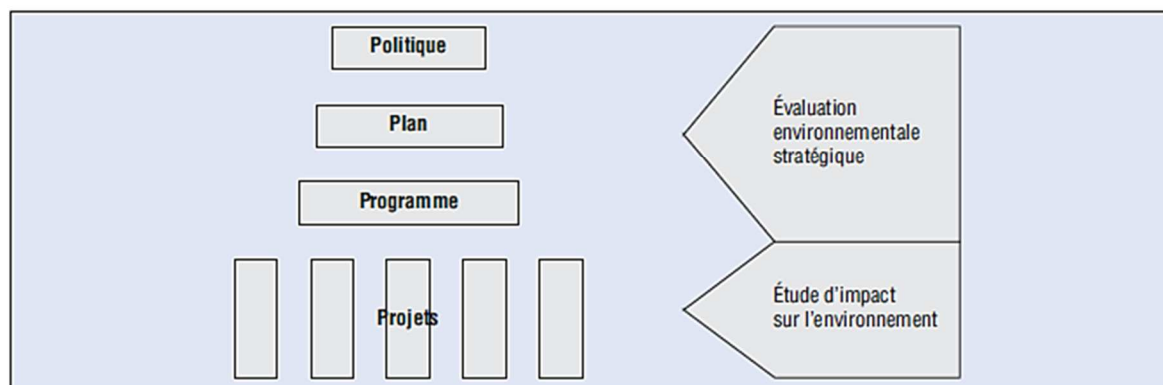 Politique
Plan
Programme
Projets
Évaluation
environnementale
stratégique
Étude d'impact
sur l'environnement